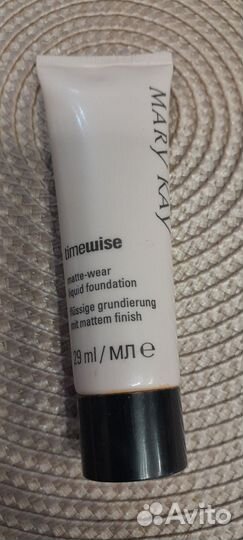 MARY KAY
timewise
matte-wear
liquid foundation
flüssige grundierung
mit mattem finish
29 ml / МЛ ℮
Avito